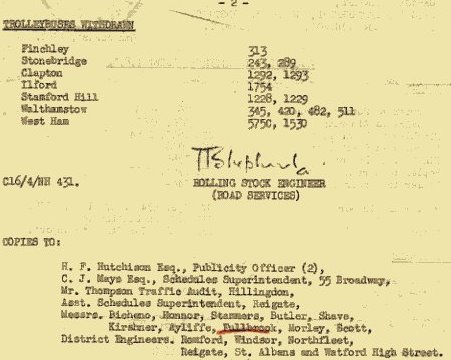 - 2 -
TROLLEYBUSES WITHDRAWN
Finchley 313
Stonebridge 243, 289
Clapton 1292, 1293
Ilford 1754
Stamford Hill 1228, 1229
Walthamstow 345, 420, 482, 511
West Ham 575C, 1530
C16/4/NH 431. ROLLING STOCK ENGINEER
(ROAD SERVICES)
COPIES TO:
H. F. Hutchison Esq., Publicity Officer (2),
C. J. Mays Esq., Schedules Superintendent, 55 Broadway,
Mr. Thompson Traffic Audit, Hillingdon,
Asst. Schedules Superintendent, Reigate,
Messrs. Bicheno, Honnor, Stammers, Butler, Shave,
Kirshner, Ayliffe, Fullbrook, Morley, Scott,
District Engineers. Romford, Windsor, Northfleet,
Reigate, St. Albans and Watford High Street.